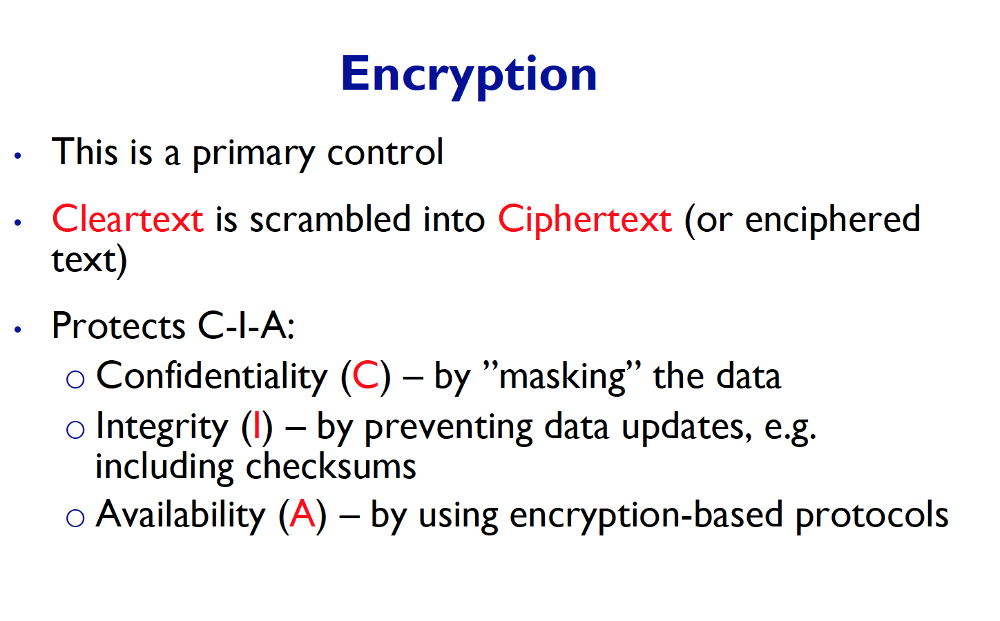 Encryption
• This is a primary control
• Cleartext is scrambled into Ciphertext (or enciphered
text)
• Protects C-I-A:
○ Confidentiality (C) – by ”masking” the data
○ Integrity (I) – by preventing data updates, e.g.
including checksums
○ Availability (A) – by using encryption-based protocols